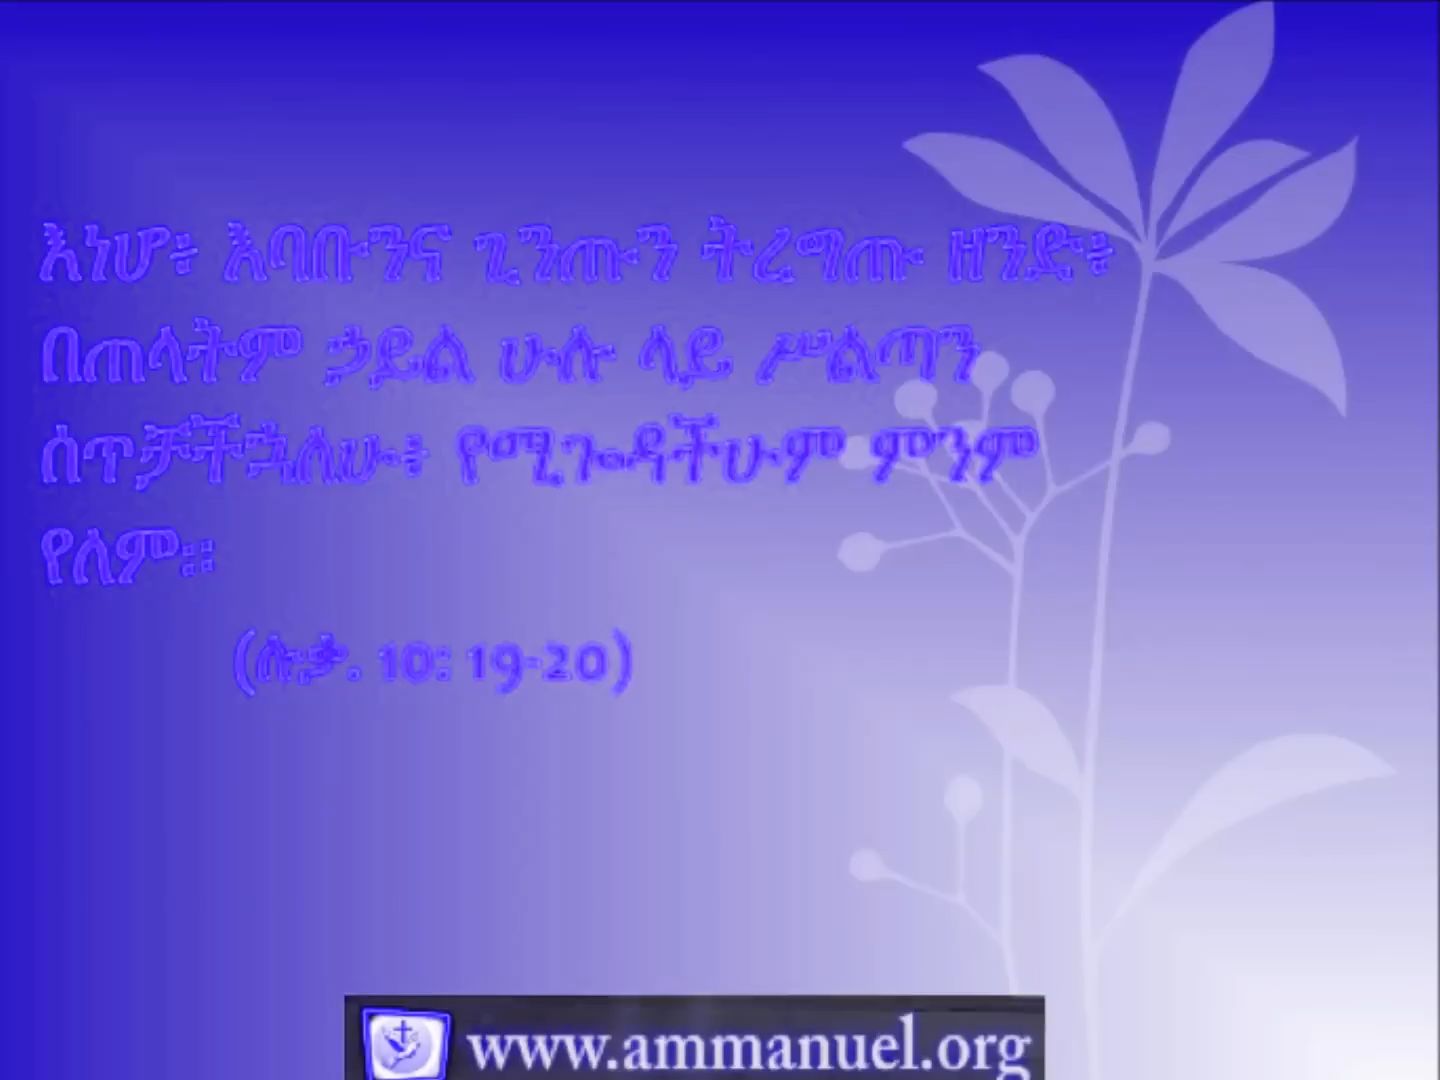 እነሆ፥ እባቡንና ጊንጡን ትረግጡ ዘንድ፥
በጠላትም ኃይል ሁሉ ላይ ሥልጣን
ሰጥቻችኋለሁ፥ የሚጐዳችሁም ምንም
የለም።
(ሉቃ. 10: 19-20)
www.ammanuel.org